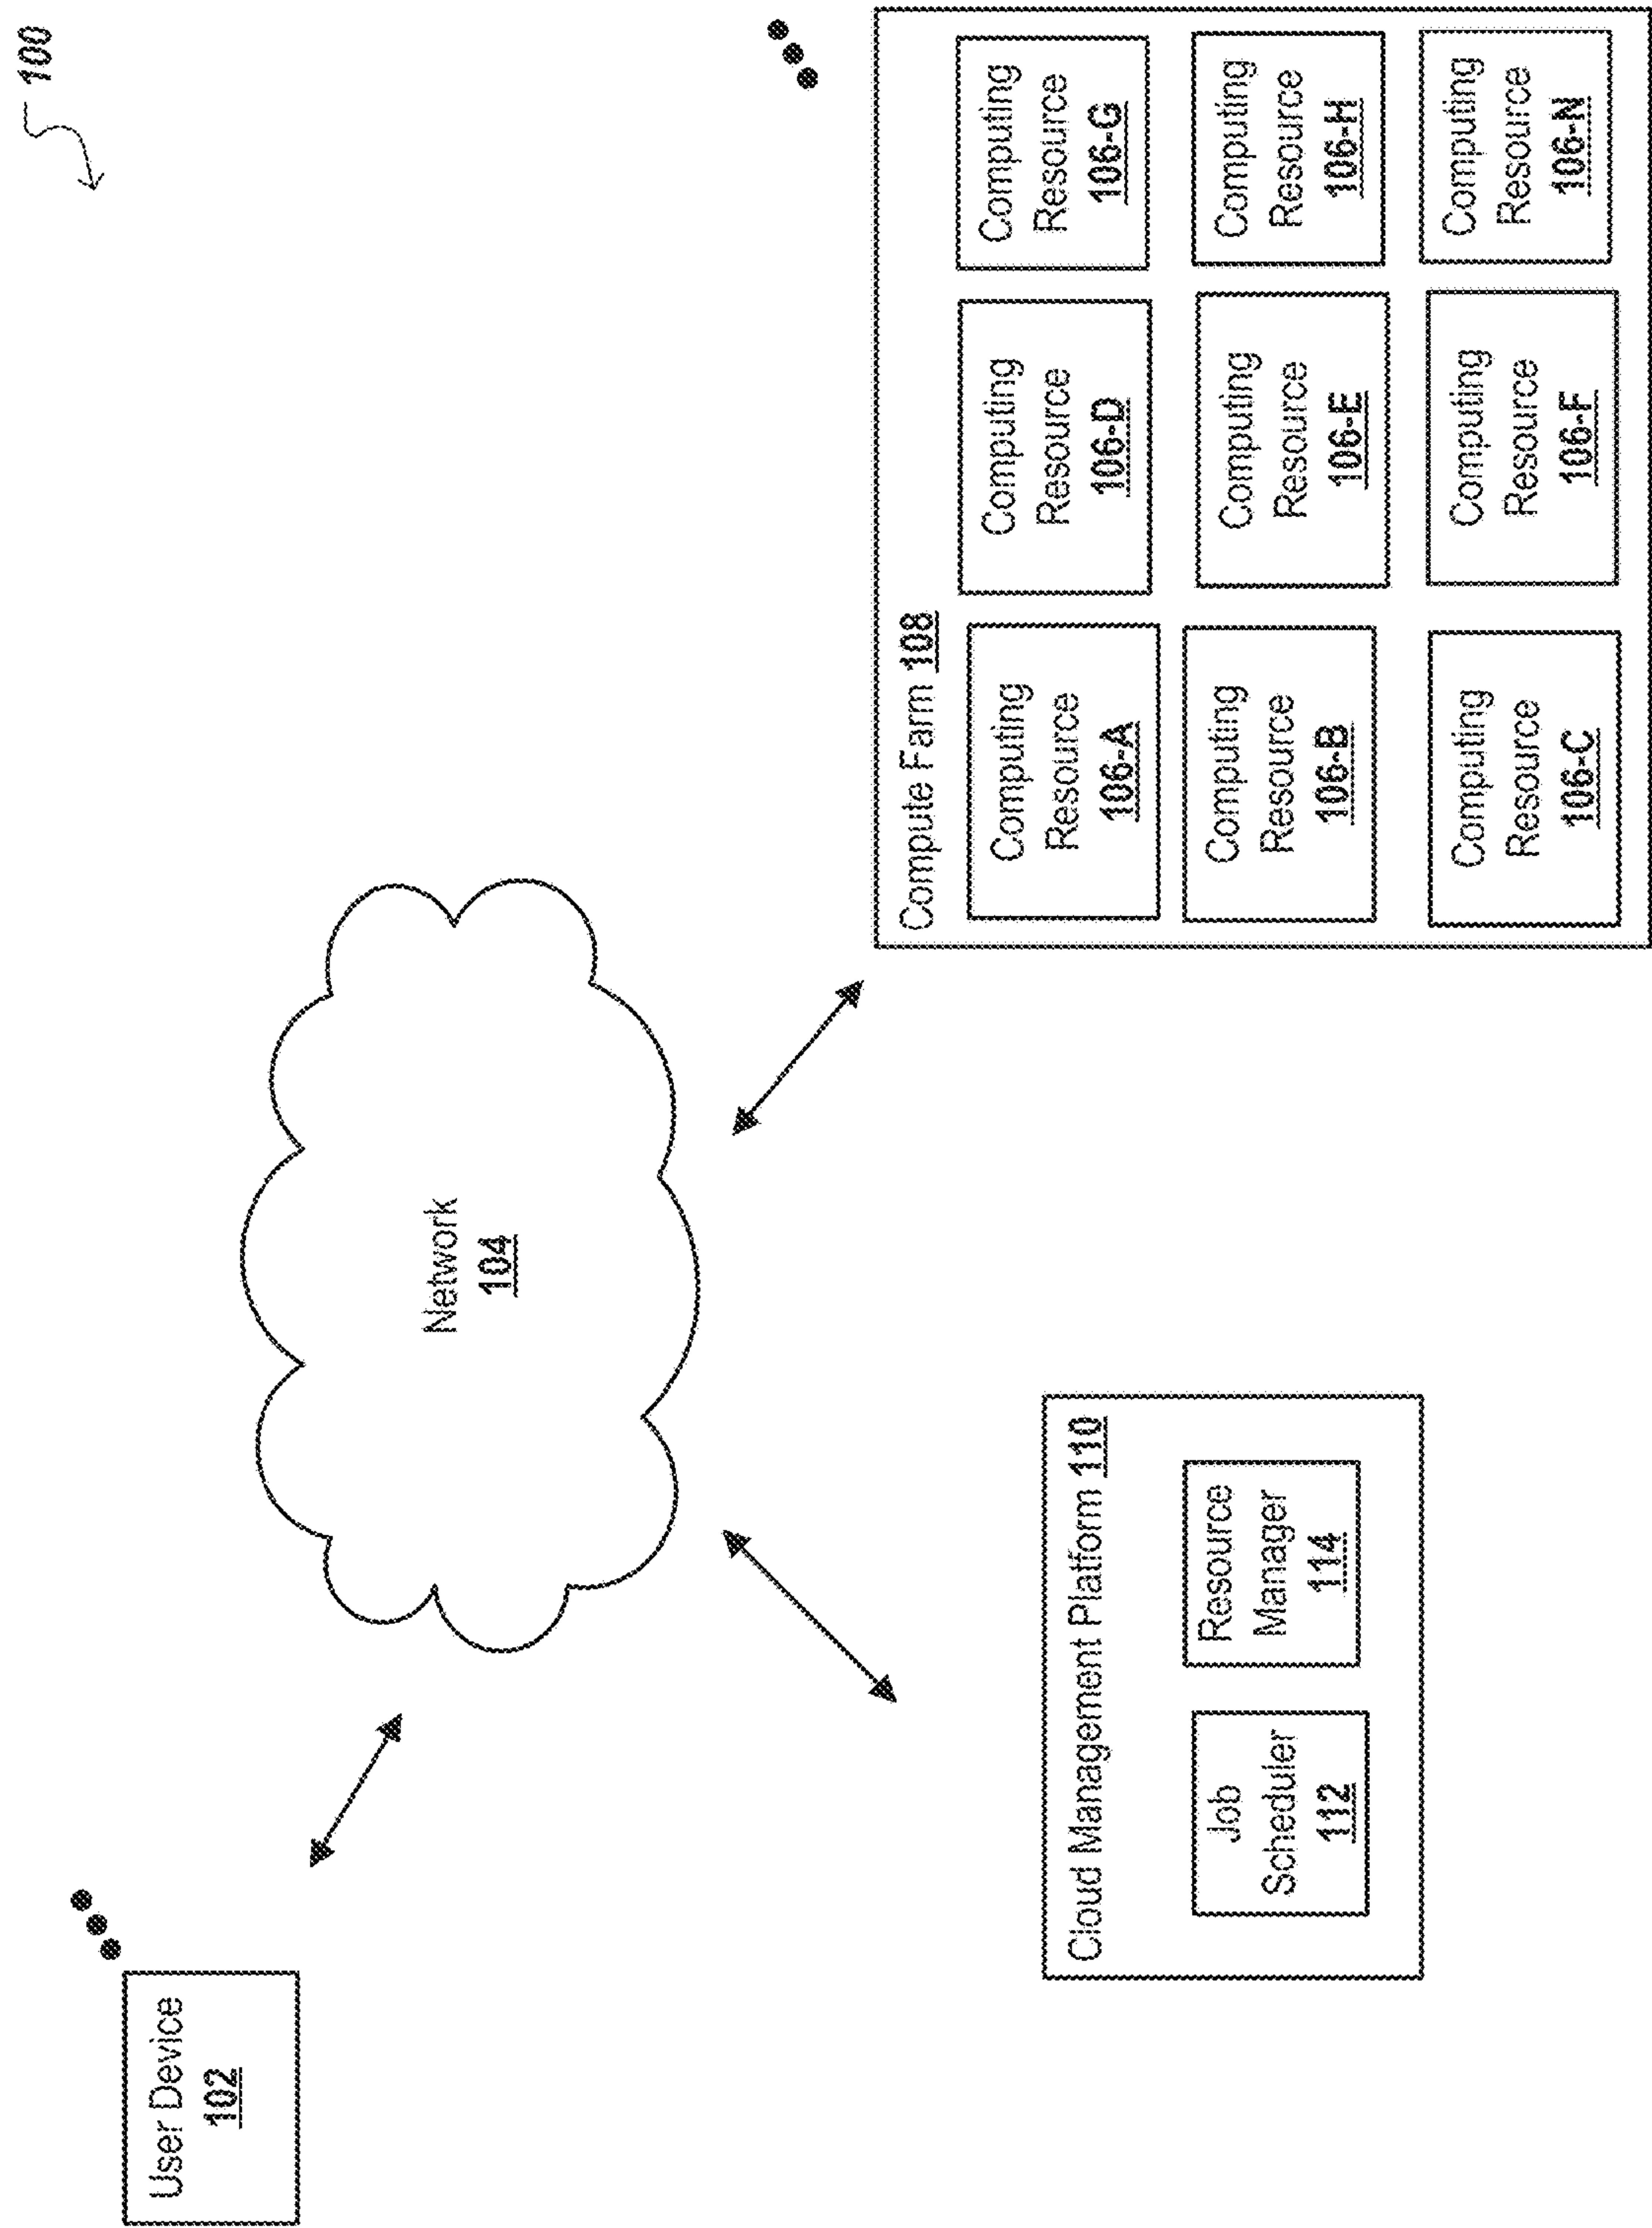 100
User Device
102
Network
104
Cloud Management Platform 110
Job
Scheduler
112
Resource
Manager
114
Compute Farm 108
Computing
Resource
106-A
Computing
Resource
106-D
Computing
Resource
106-G
Computing
Resource
106-B
Computing
Resource
106-E
Computing
Resource
106-H
Computing
Resource
106-C
Computing
Resource
106-F
Computing
Resource
106-N